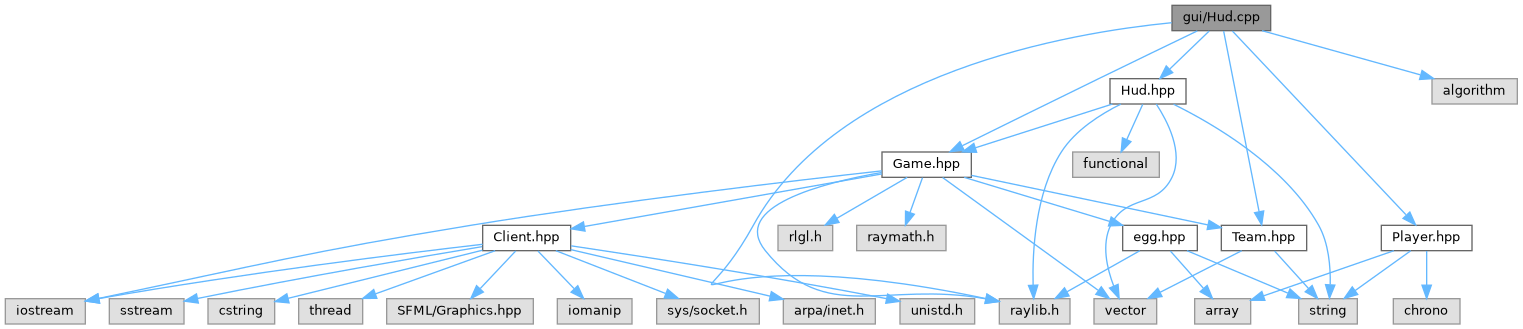 gui/Hud.cpp
Hud.hpp
algorithm
Game.hpp
functional
Client.hpp
rlgl.h
raymath.h
egg.hpp
Team.hpp
Player.hpp
iostream
sstream
cstring
thread
SFML/Graphics.hpp
iomanip
sys/socket.h
arpa/inet.h
unistd.h
raylib.h
vector
array
string
chrono